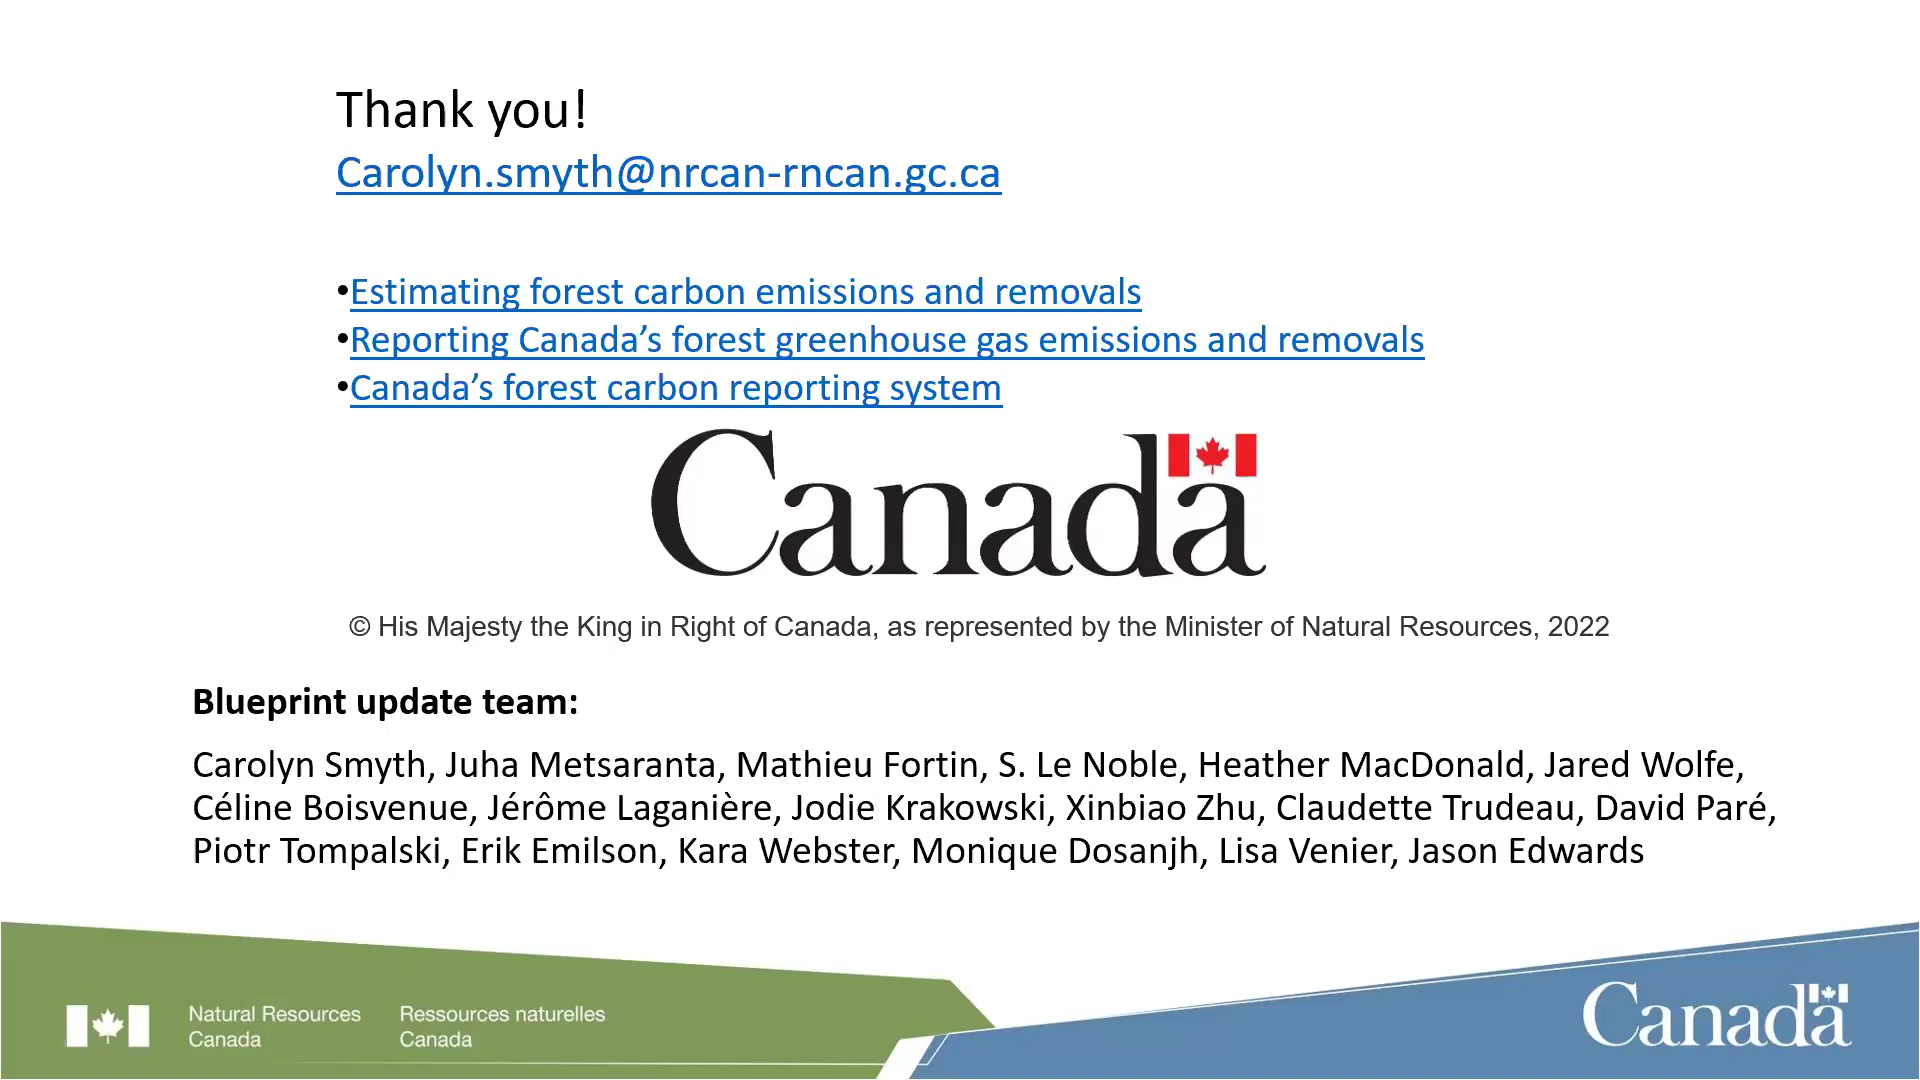 Thank you!
Carolyn.smyth@nrcan-rncan.gc.ca
•Estimating forest carbon emissions and removals
•Reporting Canada’s forest greenhouse gas emissions and removals
•Canada’s forest carbon reporting system
Canada
© His Majesty the King in Right of Canada, as represented by the Minister of Natural Resources, 2022
Blueprint update team:
Carolyn Smyth, Juha Metsaranta, Mathieu Fortin, S. Le Noble, Heather MacDonald, Jared Wolfe,
Céline Boisvenue, Jérôme Laganière, Jodie Krakowski, Xinbiao Zhu, Claudette Trudeau, David Paré,
Piotr Tompalski, Erik Emilson, Kara Webster, Monique Dosanjh, Lisa Venier, Jason Edwards
Natural Resources
Canada
Ressources naturelles
Canada
Canada